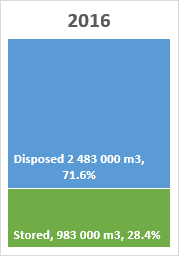 2016
Disposed 2 483 000 m3,
71.6%
Stored, 983 000 m3, 28.4%